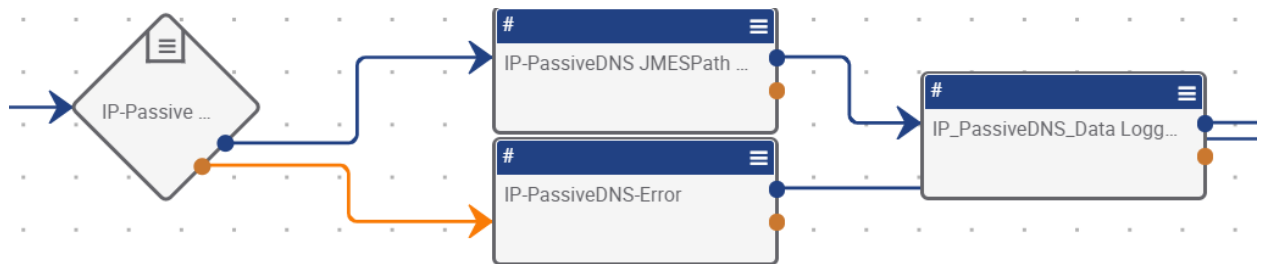 #
IP-PassiveDNS JMESPath ...
IP-Passive ...
#
IP_PassiveDNS_Data Logg...
#
IP-PassiveDNS-Error